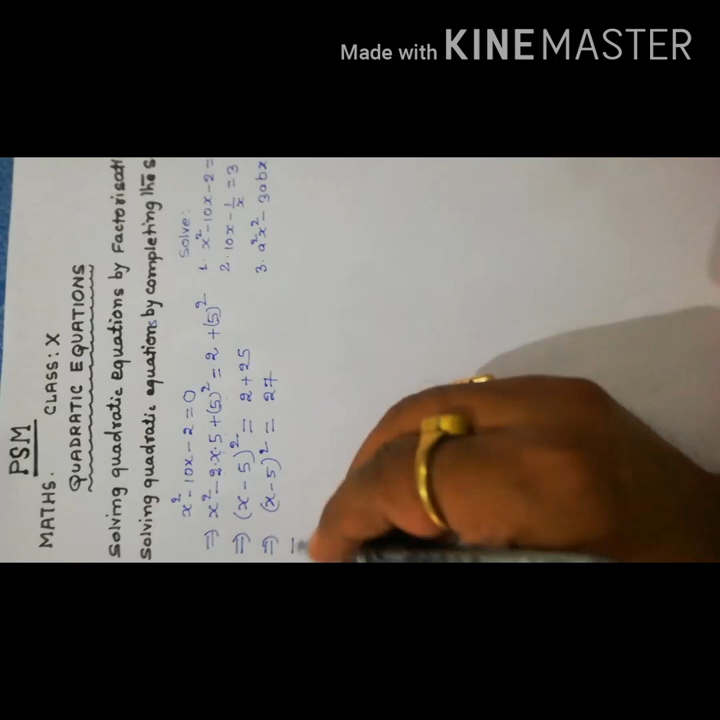 Made with KINEMASTER
PSM
MATHS. CLASS: X
QUADRATIC EQUATIONS
Solving quadratic equations by Factorisati
Solving quadratic equations by completing the s
x² - 10x - 2 = 0
⇒ x² - 2·x·5 + (5)² = 2 + (5)²
⇒ (x - 5)² = 2 + 25
⇒ (x - 5)² = 27
Solve:
1. x² - 10x - 2 =
2. 10x - 1/x = 3
3. a²x² - 3abx